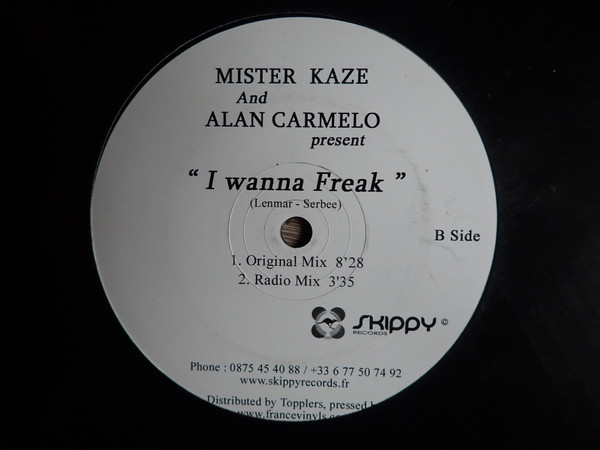 MISTER KAZE
And
ALAN CARMELO
present
“ I wanna Freak ”
(Lenmar - Serbee)
B Side
1. Original Mix 8'28
2. Radio Mix 3'35
SKIPPY ©
RECORDS
Phone : 0875 45 40 88 / +33 6 77 50 74 92
www.skippyrecords.fr
Distributed by Topplers, pressed
www.francevinyls.